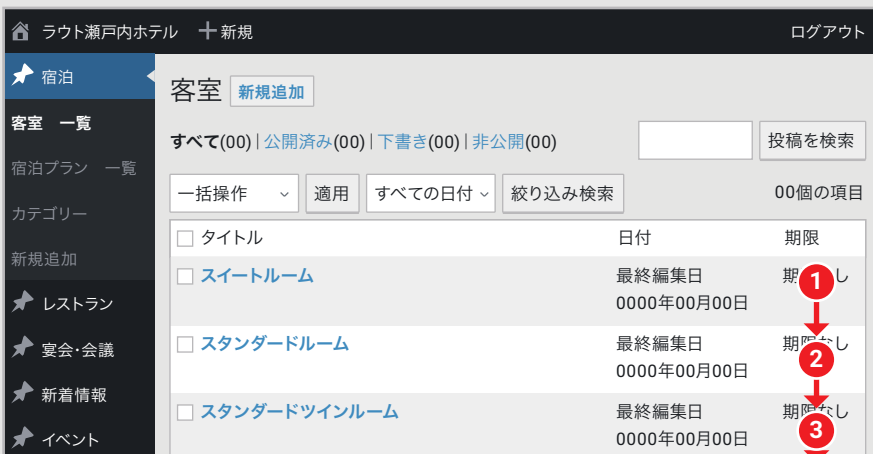 ラウト瀬戸内ホテル ＋新規 ログアウト
宿泊
客室　一覧
宿泊プラン　一覧
カテゴリー
新規追加
レストラン
宴会・会議
新着情報
イベント
客室 新規追加
すべて(00) | 公開済み(00) | 下書き(00) | 非公開(00) 投稿を検索
一括操作 適用 すべての日付 絞り込み検索 00個の項目
タイトル 日付 期限
スイートルーム 最終編集日 期 し
0000年00月00日
1
スタンダードルーム 最終編集日 期限なし
0000年00月00日
2
スタンダードツインルーム 最終編集日 期限なし
0000年00月00日
3